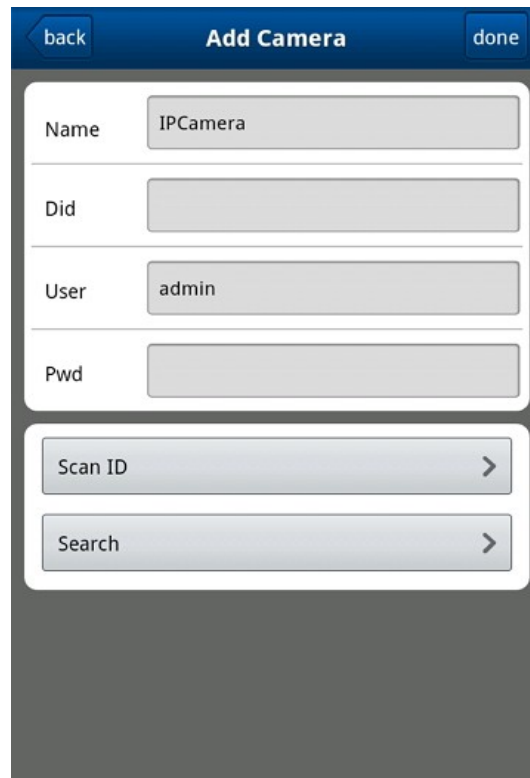 back Add Camera done
Name IPCamera
Did
User admin
Pwd
Scan ID
Search